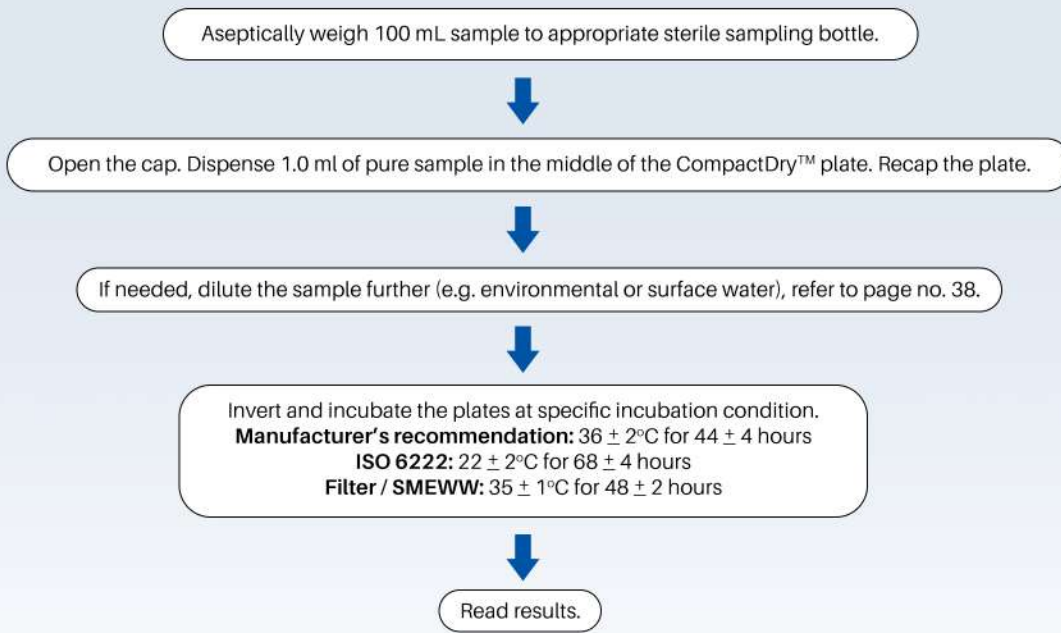 Aseptically weigh 100 mL sample to appropriate sterile sampling bottle.
Open the cap. Dispense 1.0 ml of pure sample in the middle of the CompactDry™ plate. Recap the plate.
If needed, dilute the sample further (e.g. environmental or surface water), refer to page no. 38.
Invert and incubate the plates at specific incubation condition.
Manufacturer's recommendation: 36 ± 2°C for 44 ± 4 hours
ISO 6222: 22 ± 2°C for 68 ± 4 hours
Filter / SMEWW: 35 ± 1°C for 48 ± 2 hours
Read results.